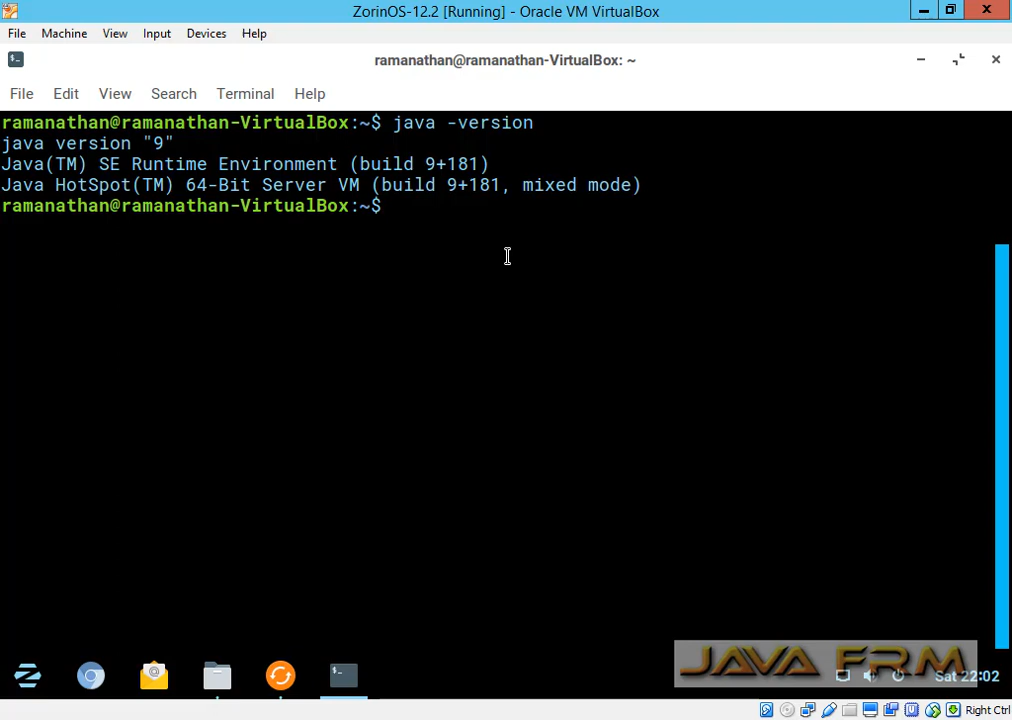 ZorinOS-12.2 [Running] - Oracle VM VirtualBox
File Machine View Input Devices Help
ramanathan@ramanathan-VirtualBox: ~
File Edit View Search Terminal Help
ramanathan@ramanathan-VirtualBox:~$ java -version
java version "9"
Java(TM) SE Runtime Environment (build 9+181)
Java HotSpot(TM) 64-Bit Server VM (build 9+181, mixed mode)
ramanathan@ramanathan-VirtualBox:~$
JAVA FRM
Sat 22:02
Right Ctrl